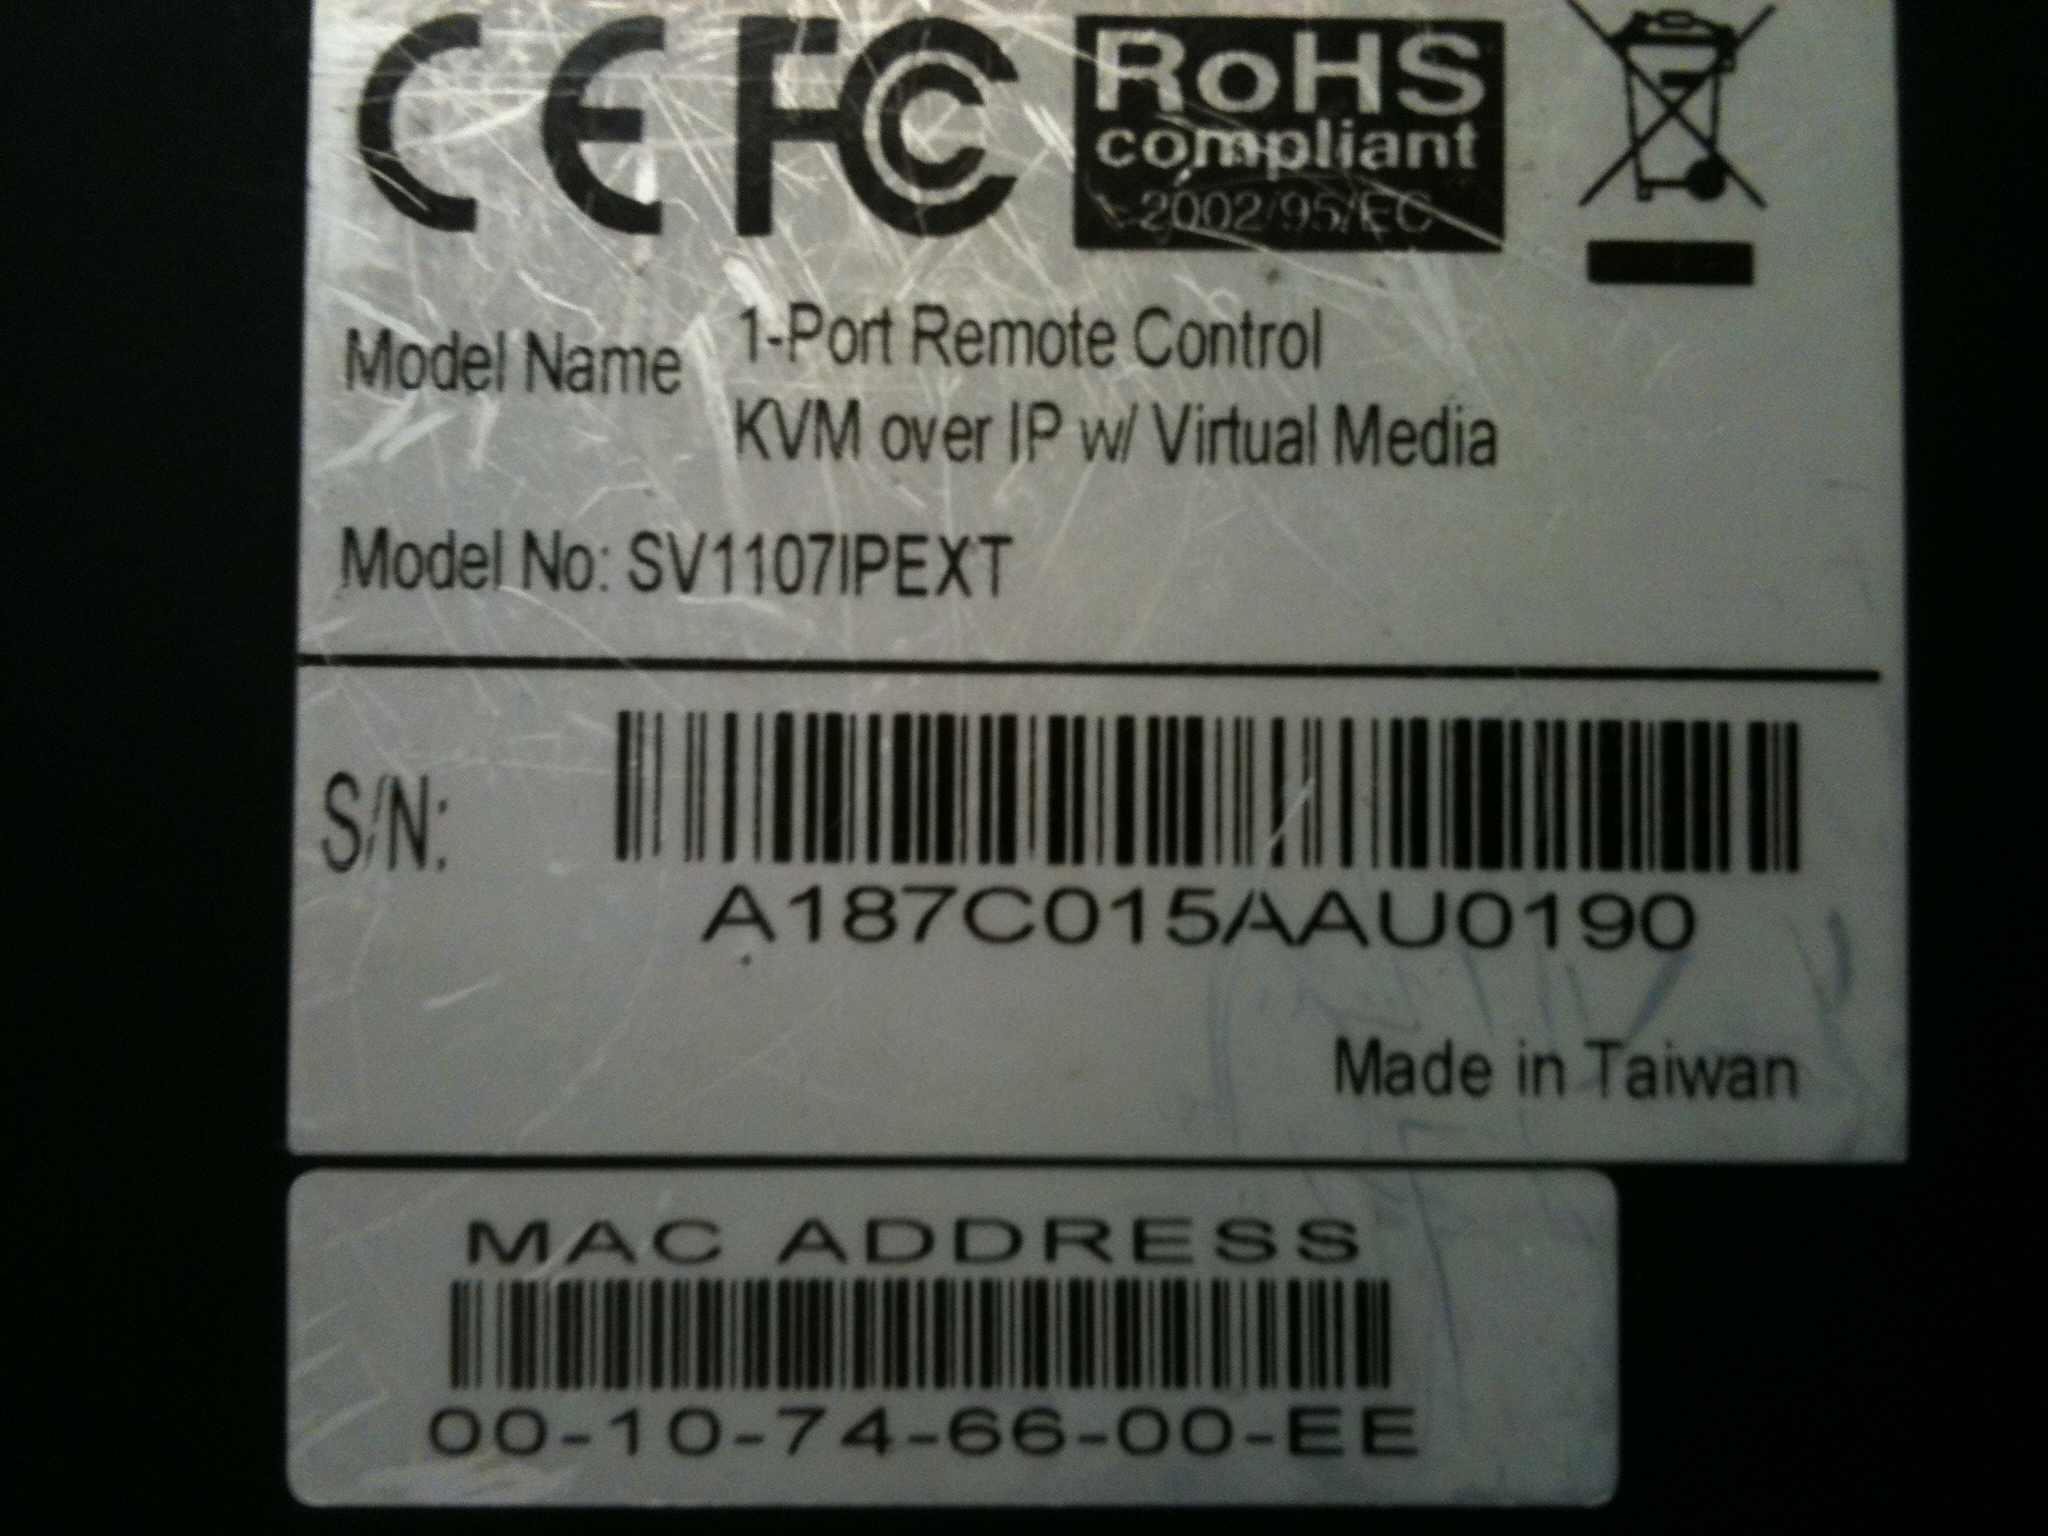 CE FC RoHS
compliant
2002/95/EC
Model Name 1-Port Remote Control
KVM over IP w/ Virtual Media
Model No: SV1107IPEXT
S/N:
A187C015AAU0190
Made in Taiwan
MAC ADDRESS
00-10-74-66-00-EE